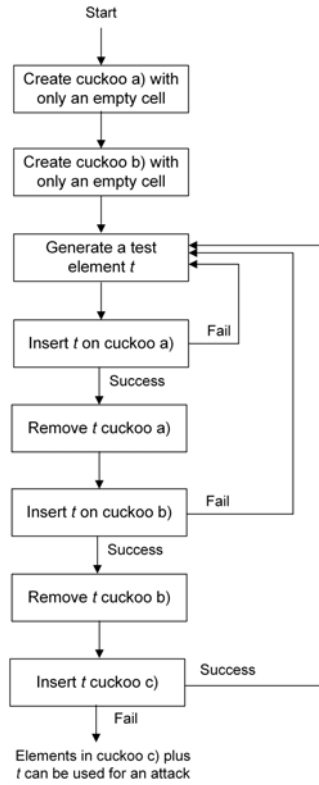 Start
Create cuckoo a) with
only an empty cell
Create cuckoo b) with
only an empty cell
Generate a test
element t
Fail
Insert t on cuckoo a)
Success
Remove t cuckoo a)
Fail
Insert t on cuckoo b)
Success
Remove t cuckoo b)
Success
Insert t cuckoo c)
Fail
Elements in cuckoo c) plus
t can be used for an attack